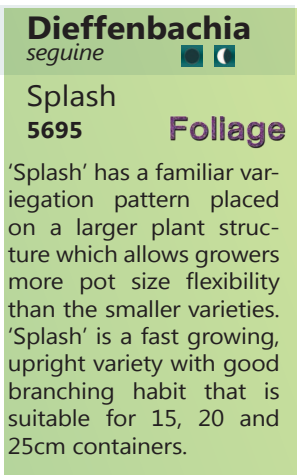 Dieffenbachia
seguine
Splash
5695 Foliage
‘Splash’ has a familiar var-
iegation pattern placed
on a larger plant struc-
ture which allows growers
more pot size flexibility
than the smaller varieties.
‘Splash’ is a fast growing,
upright variety with good
branching habit that is
suitable for 15, 20 and
25cm containers.